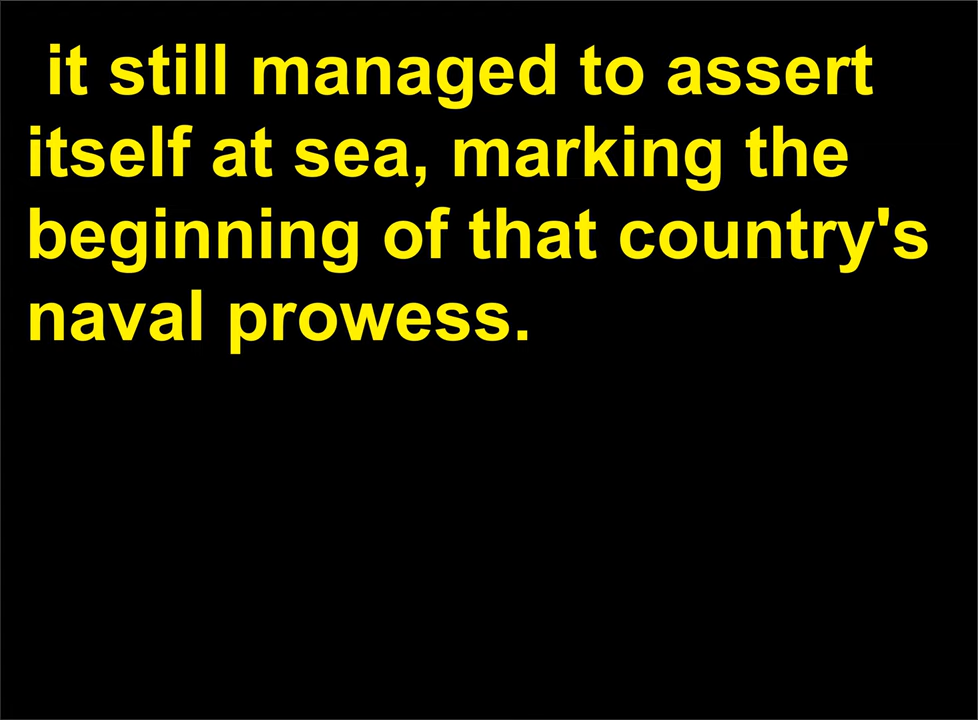 it still managed to assert
itself at sea, marking the
beginning of that country's
naval prowess.